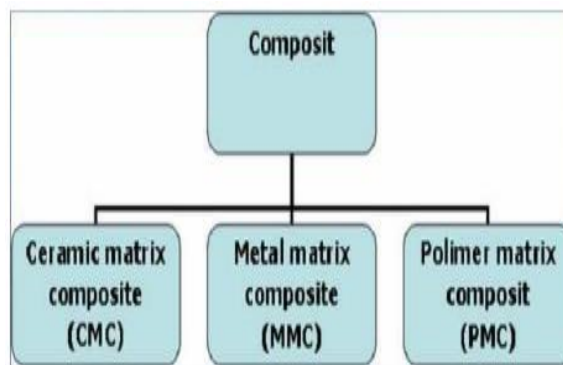 Composit
Ceramic matrix
composite
(CMC)
Metal matrix
composite
(MMC)
Polimer matrix
composit
(PMC)